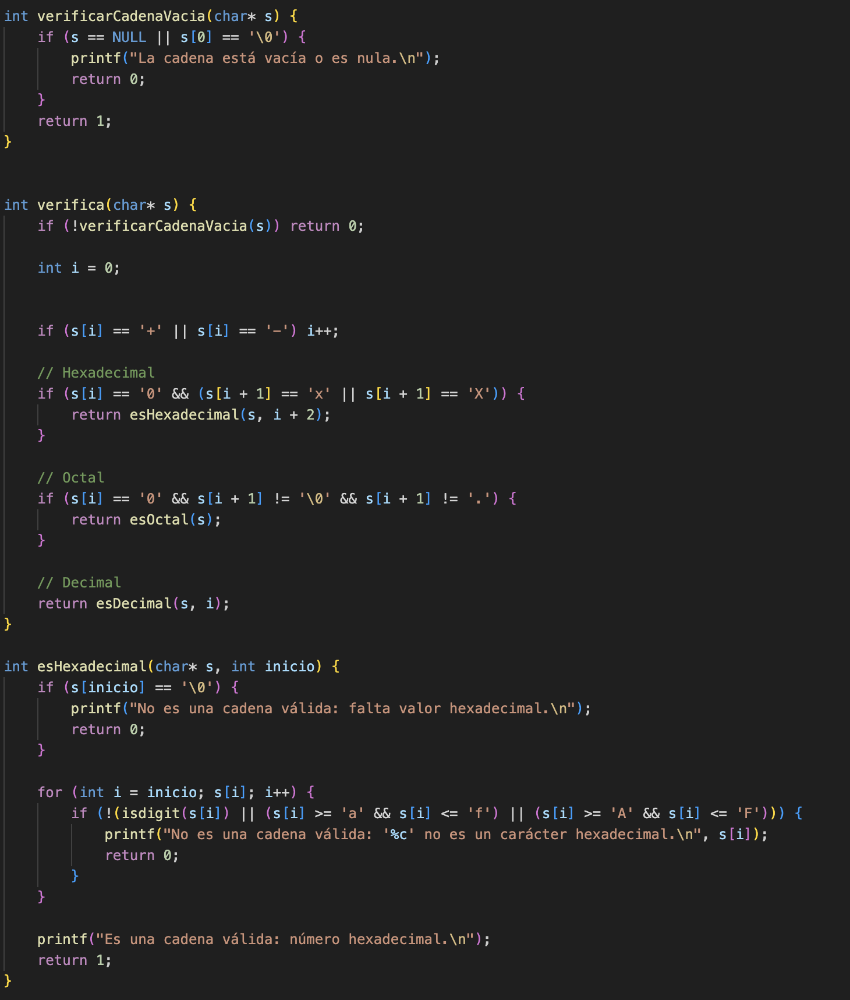 int verificarCadenaVacia(char* s) {
    if (s == NULL || s[0] == '\0') {
        printf("La cadena está vacía o es nula.\n");
        return 0;
    }
    return 1;
}
int verifica(char* s) {
    if (!verificarCadenaVacia(s)) return 0;
    int i = 0;
    if (s[i] == '+' || s[i] == '-') i++;
    // Hexadecimal
    if (s[i] == '0' && (s[i + 1] == 'x' || s[i + 1] == 'X')) {
        return esHexadecimal(s, i + 2);
    }
    // Octal
    if (s[i] == '0' && s[i + 1] != '\0' && s[i + 1] != '.') {
        return esOctal(s);
    }
    // Decimal
    return esDecimal(s, i);
}
int esHexadecimal(char* s, int inicio) {
    if (s[inicio] == '\0') {
        printf("No es una cadena válida: falta valor hexadecimal.\n");
        return 0;
    }
    for (int i = inicio; s[i]; i++) {
        if (!(isdigit(s[i]) || (s[i] >= 'a' && s[i] <= 'f') || (s[i] >= 'A' && s[i] <= 'F'))) {
            printf("No es una cadena válida: '%c' no es un carácter hexadecimal.\n", s[i]);
            return 0;
        }
    }
    printf("Es una cadena válida: número hexadecimal.\n");
    return 1;
}